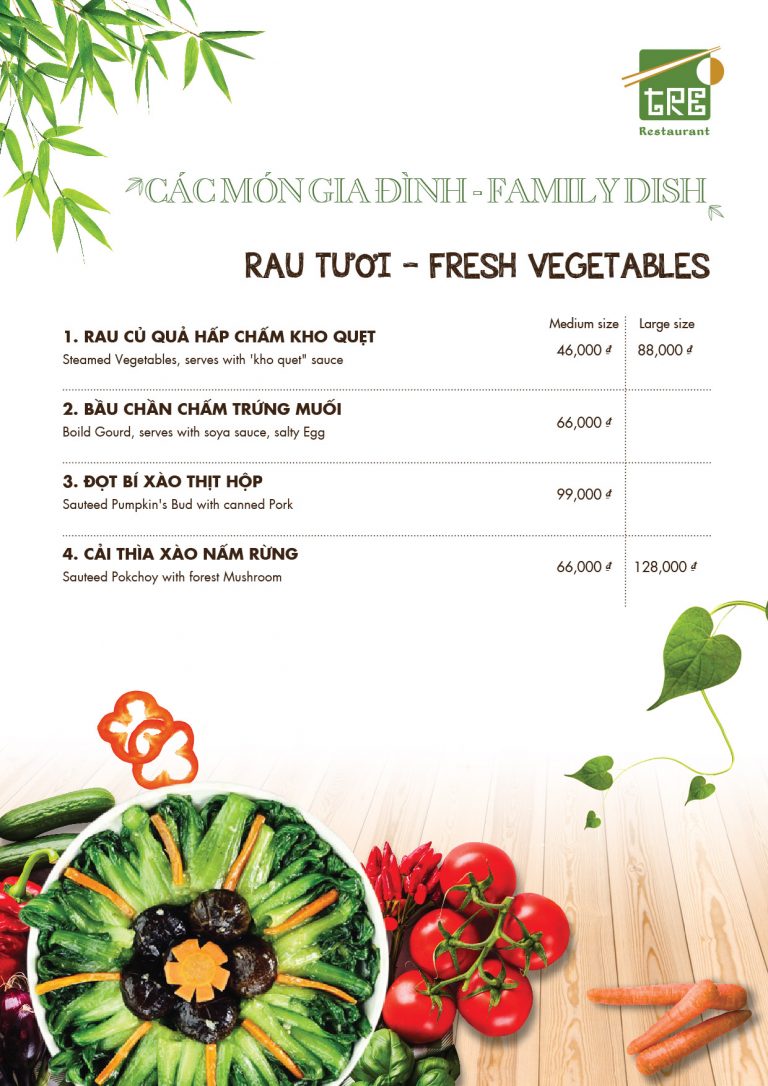 tRE
Restaurant
CÁC MÓN GIA ĐÌNH - FAMILY DISH
RAU TƯƠI - FRESH VEGETABLES
Medium size Large size
1. RAU CỦ QUẢ HẤP CHẤM KHO QUẸT
46,000 ₫ 88,000 ₫
Steamed Vegetables, serves with 'kho quet" sauce
2. BẦU CHẦN CHẤM TRỨNG MUỐI
66,000 ₫
Boild Gourd, serves with soya sauce, salty Egg
3. ĐỌT BÍ XÀO THỊT HỘP
99,000 ₫
Sauteed Pumpkin's Bud with canned Pork
4. CẢI THÌA XÀO NẤM RỪNG
66,000 ₫ 128,000 ₫
Sauteed Pokchoy with forest Mushroom